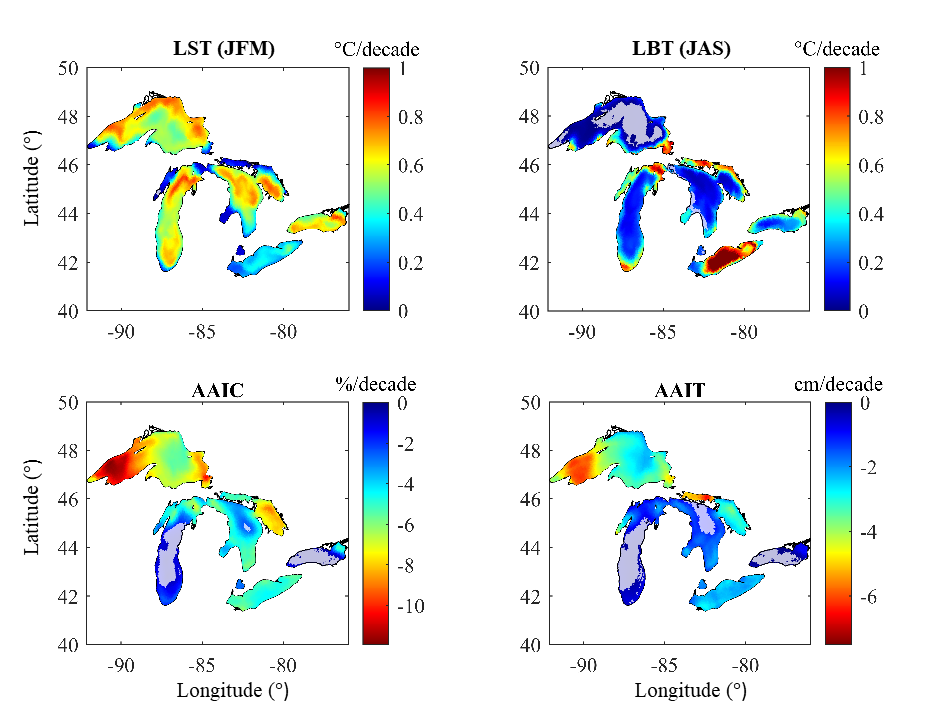 LST (JFM) °C/decade LBT (JAS) °C/decade
50 1 50 1
48 0.8 48 0.8
Latitude (°)
46 0.6 46 0.6
44 0.4 44 0.4
42 0.2 42 0.2
40 0 40 0
-90 -85 -80 -90 -85 -80
AAIC %/decade AAIT cm/decade
50 0 50 0
48 -2 48 -2
Latitude (°)
46 -4 46
44 -6 44 -4
42 -8 42 -6
40 -10 40
-90 -85 -80 -90 -85 -80
Longitude (°) Longitude (°)